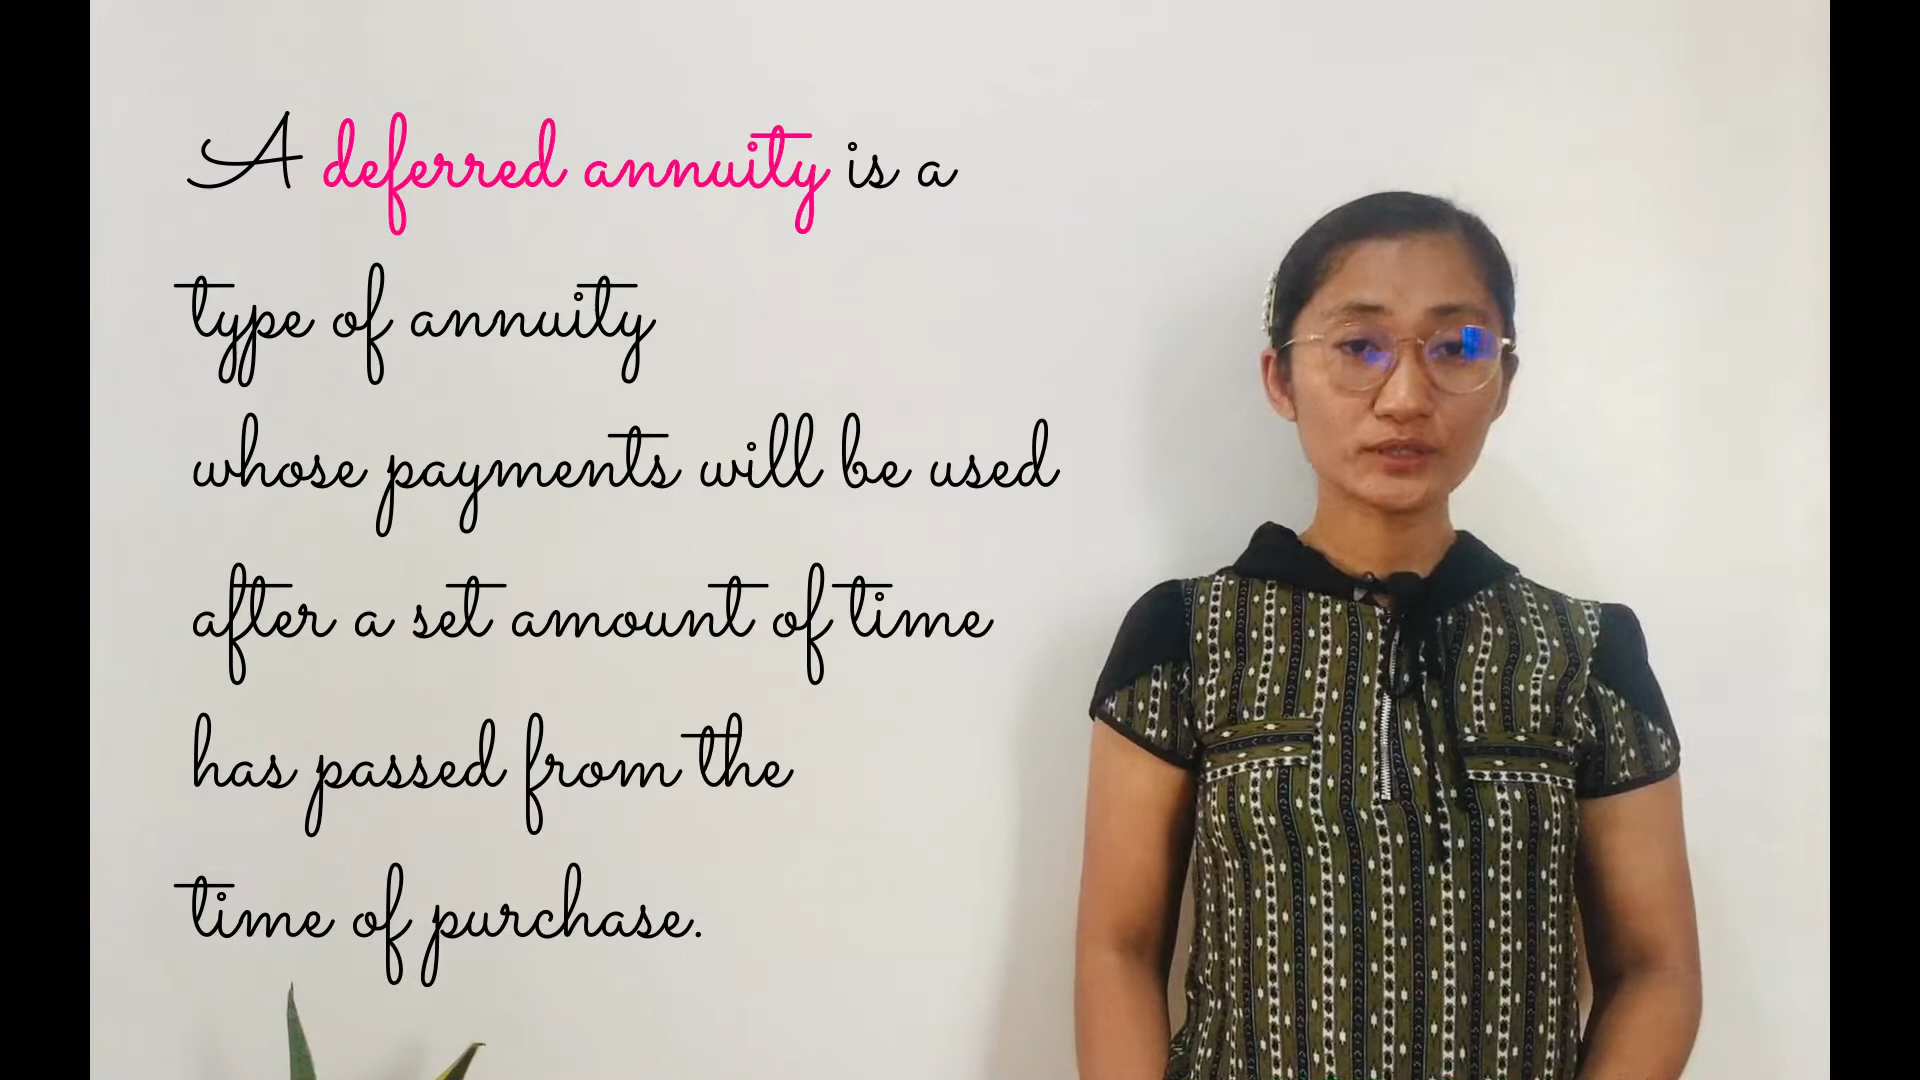 A deferred annuity is a
type of annuity
whose payments will be used
after a set amount of time
has passed from the
time of purchase.